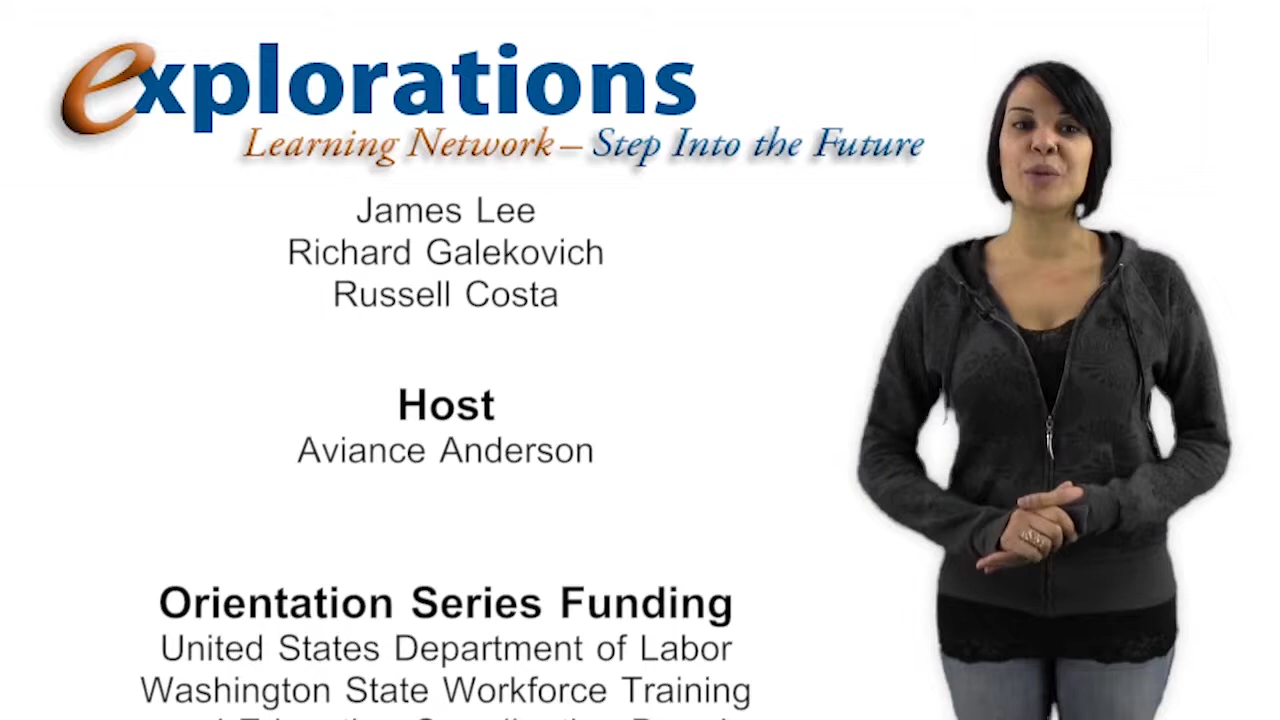 explorations
Learning Network – Step Into the Future
James Lee
Richard Galekovich
Russell Costa
Host
Aviance Anderson
Orientation Series Funding
United States Department of Labor
Washington State Workforce Training